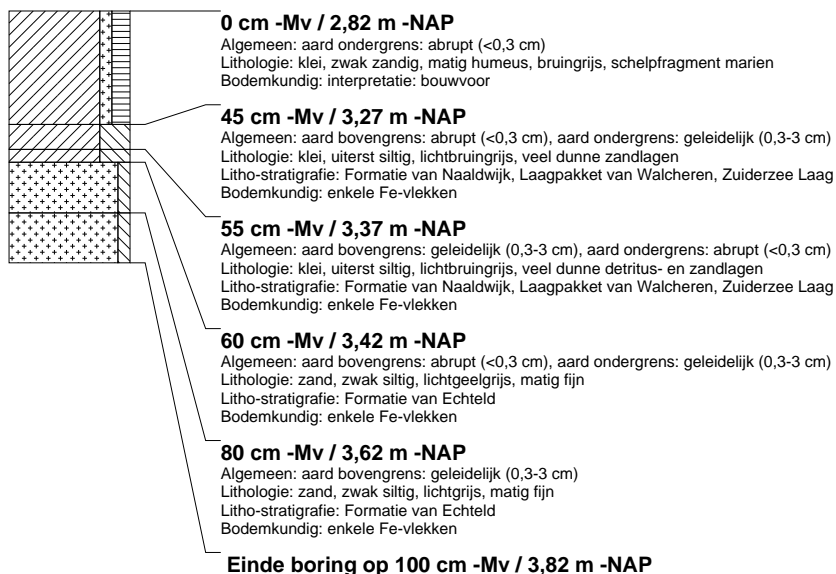 0 cm -Mv / 2,82 m -NAP
Algemeen: aard ondergrens: abrupt (<0,3 cm)
Lithologie: klei, zwak zandig, matig humeus, bruingrijs, schelpfragment marien
Bodemkundig: interpretatie: bouwvoor
45 cm -Mv / 3,27 m -NAP
Algemeen: aard bovengrens: abrupt (<0,3 cm), aard ondergrens: geleidelijk (0,3-3 cm)
Lithologie: klei, uiterst siltig, lichtbruingrijs, veel dunne zandlagen
Litho-stratigrafie: Formatie van Naaldwijk, Laagpakket van Walcheren, Zuiderzee Laag
Bodemkundig: enkele Fe-vlekken
55 cm -Mv / 3,37 m -NAP
Algemeen: aard bovengrens: geleidelijk (0,3-3 cm), aard ondergrens: abrupt (<0,3 cm)
Lithologie: klei, uiterst siltig, lichtbruingrijs, veel dunne detritus- en zandlagen
Litho-stratigrafie: Formatie van Naaldwijk, Laagpakket van Walcheren, Zuiderzee Laag
Bodemkundig: enkele Fe-vlekken
60 cm -Mv / 3,42 m -NAP
Algemeen: aard bovengrens: abrupt (<0,3 cm), aard ondergrens: geleidelijk (0,3-3 cm)
Lithologie: zand, zwak siltig, lichtgeelgrijs, matig fijn
Litho-stratigrafie: Formatie van Echteld
Bodemkundig: enkele Fe-vlekken
80 cm -Mv / 3,62 m -NAP
Algemeen: aard bovengrens: geleidelijk (0,3-3 cm)
Lithologie: zand, zwak siltig, lichtgrijs, matig fijn
Litho-stratigrafie: Formatie van Echteld
Bodemkundig: enkele Fe-vlekken
Einde boring op 100 cm -Mv / 3,82 m -NAP